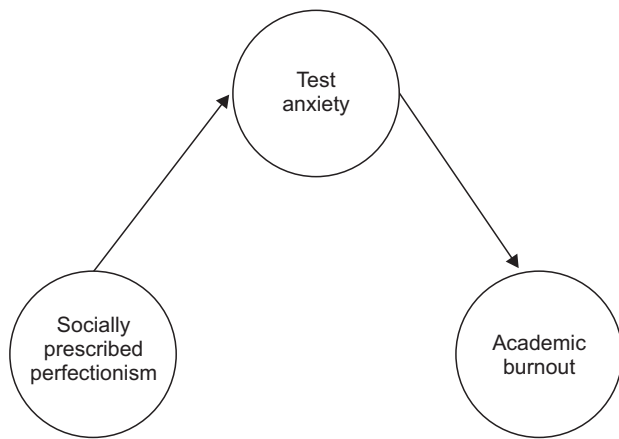 Test
anxiety
Socially
prescribed
perfectionism
Academic
burnout